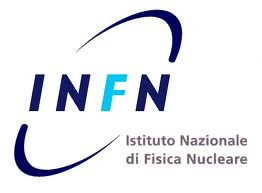 INFN
Istituto Nazionale
di Fisica Nucleare